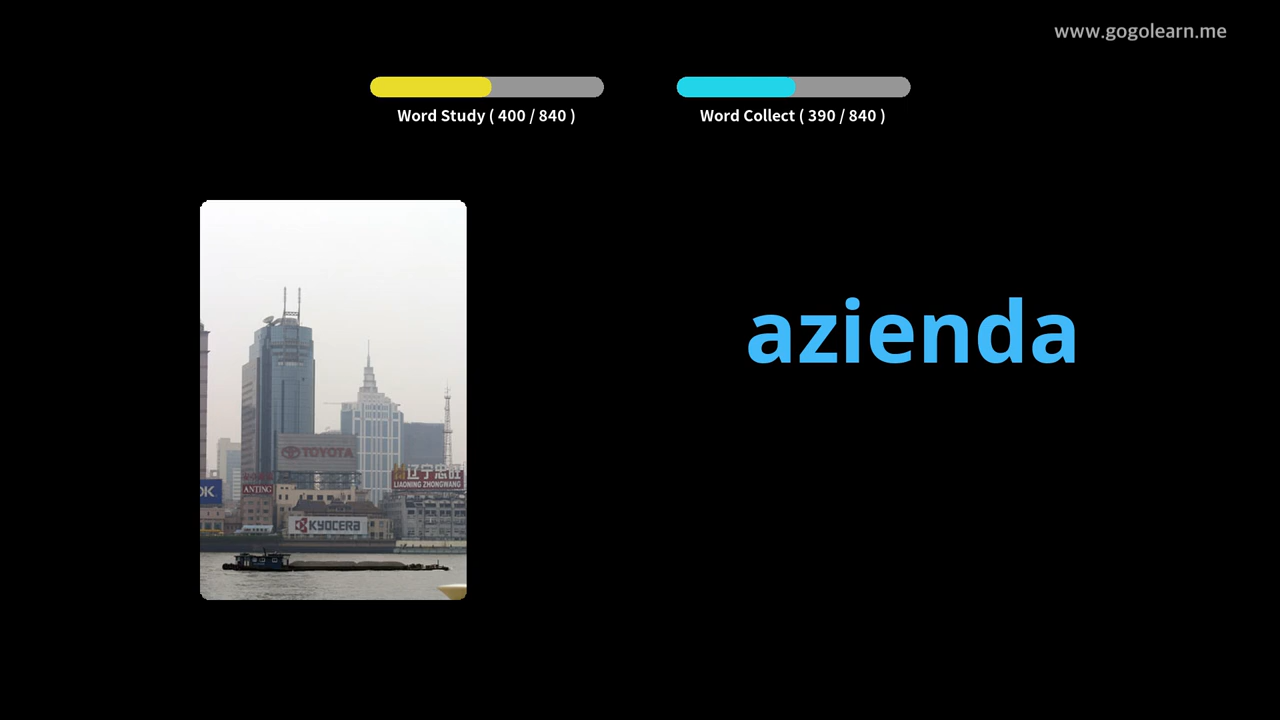 www.gogolearn.me
Word Study ( 400 / 840 )
Word Collect ( 390 / 840 )
azienda
TOYOTA
辽宁忠旺
LIAONING ZHONGWANG
OK
ANTING
KYOCERA